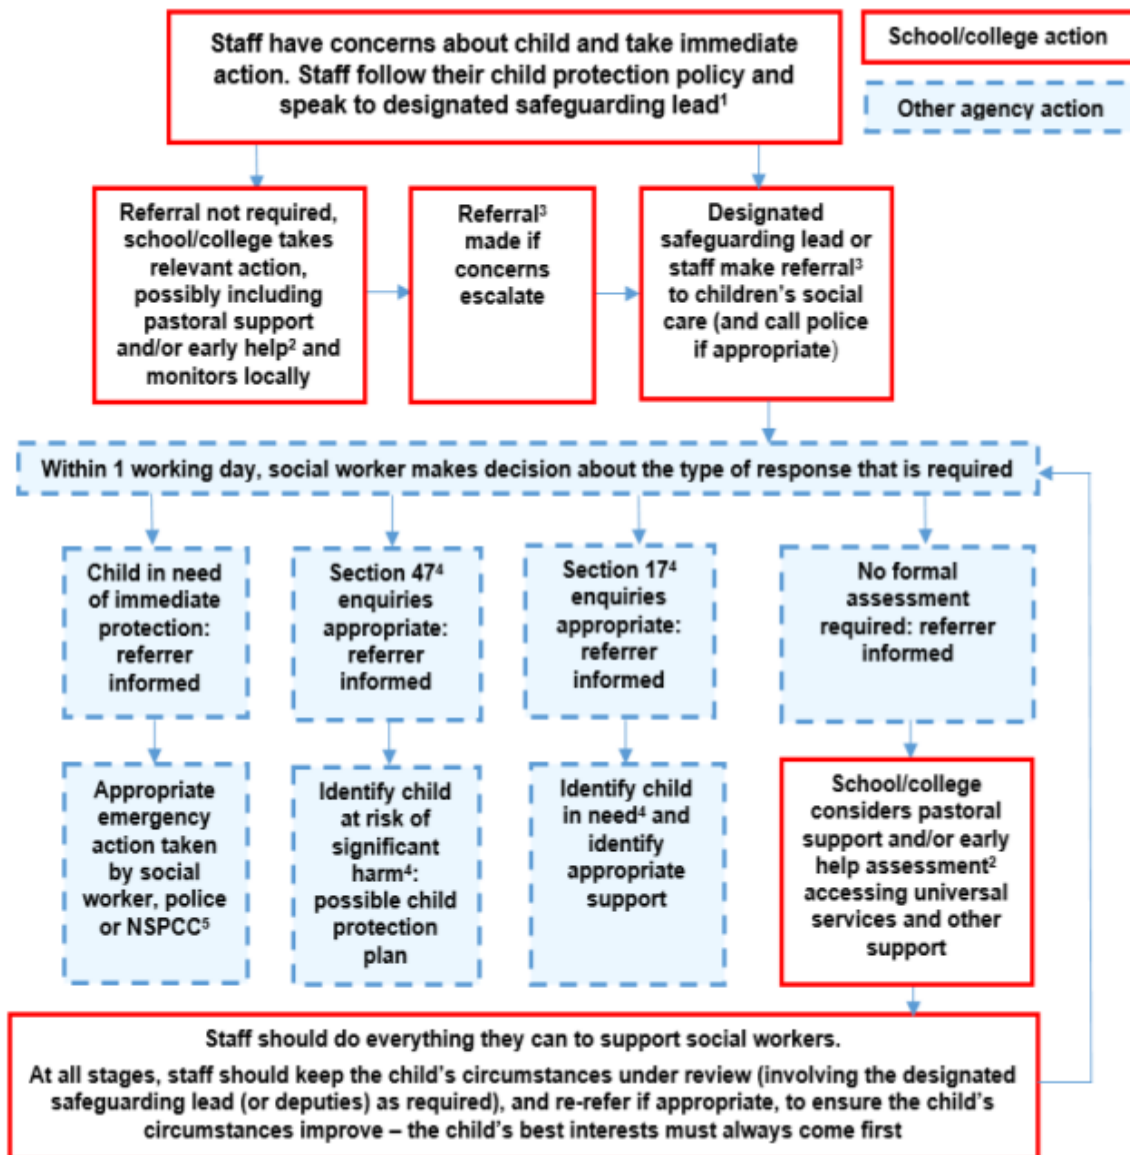 Staff have concerns about child and take immediate
action. Staff follow their child protection policy and
speak to designated safeguarding lead¹
School/college action
Other agency action
Referral not required,
school/college takes
relevant action,
possibly including
pastoral support
and/or early help² and
monitors locally
Referral³
made if
concerns
escalate
Designated
safeguarding lead or
staff make referral³
to children’s social
care (and call police
if appropriate)
Within 1 working day, social worker makes decision about the type of response that is required
Child in need
of immediate
protection:
referrer
informed
Section 47⁴
enquiries
appropriate:
referrer
informed
Section 17⁴
enquiries
appropriate:
referrer
informed
No formal
assessment
required: referrer
informed
Appropriate
emergency
action taken
by social
worker, police
or NSPCC⁵
Identify child
at risk of
significant
harm⁴:
possible child
protection
plan
Identify child
in need⁴ and
identify
appropriate
support
School/college
considers pastoral
support and/or early
help assessment²
accessing universal
services and other
support
Staff should do everything they can to support social workers.
At all stages, staff should keep the child’s circumstances under review (involving the designated
safeguarding lead (or deputies) as required), and re-refer if appropriate, to ensure the child’s
circumstances improve – the child’s best interests must always come first